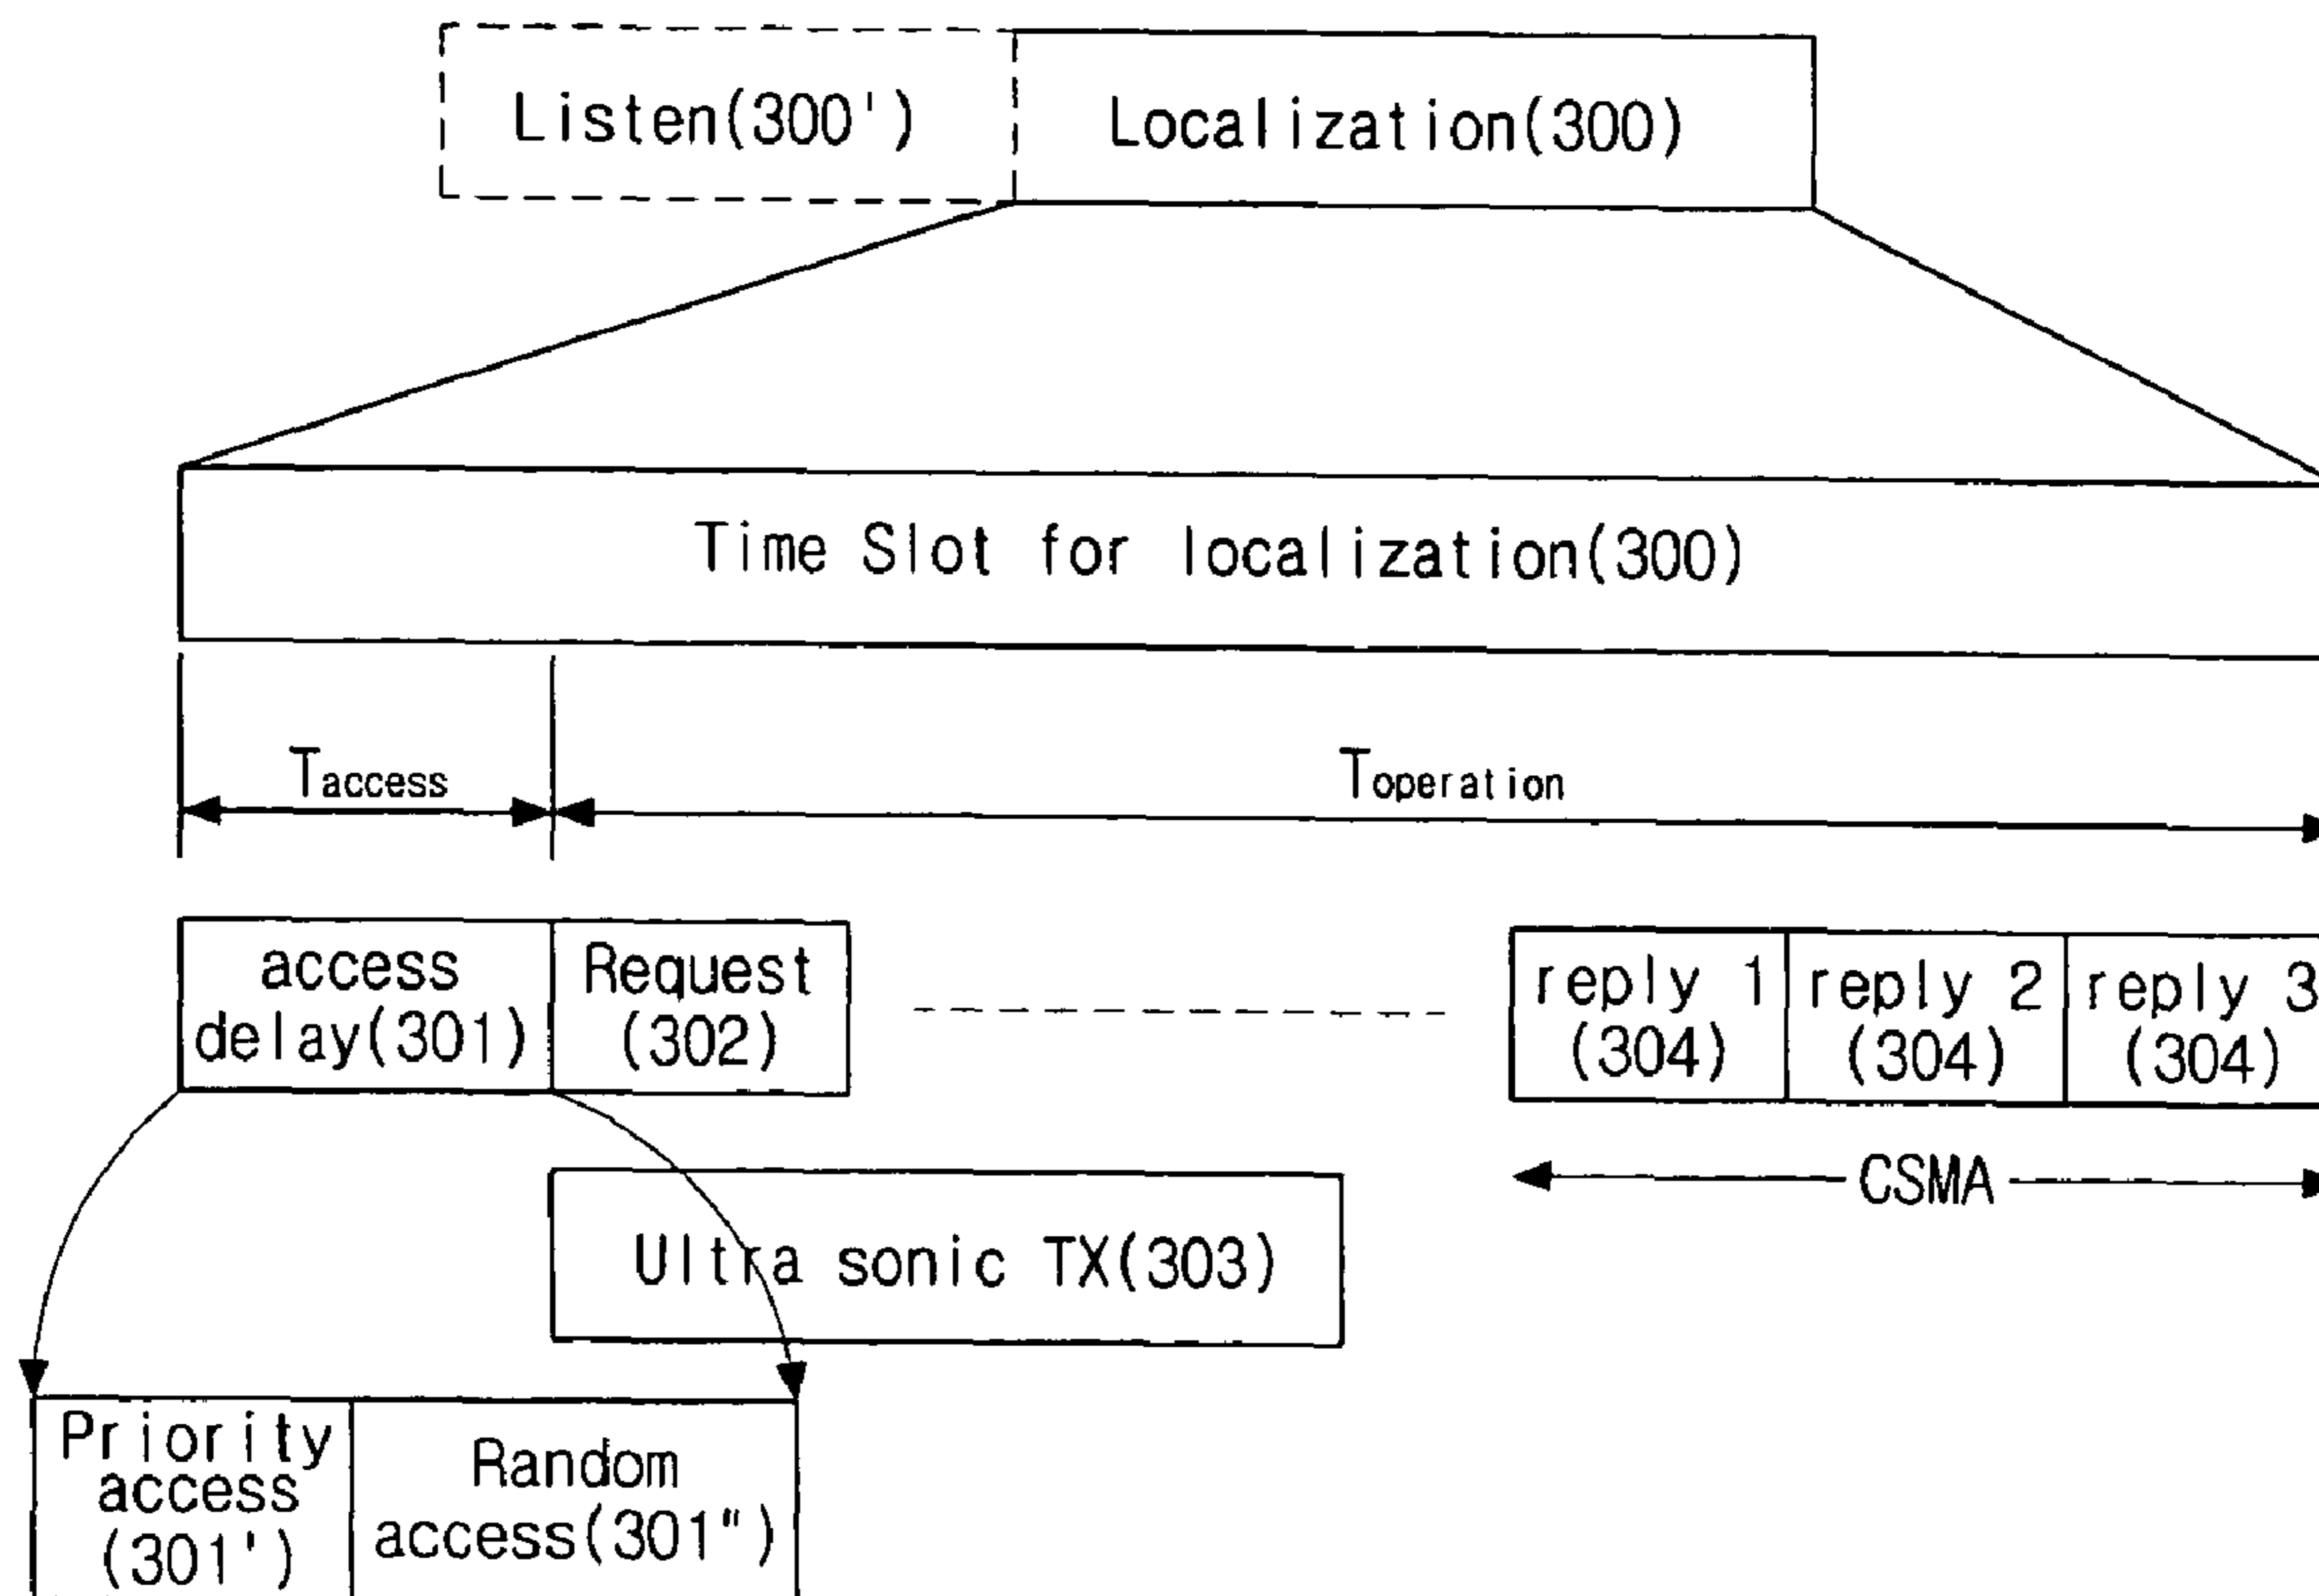 Listen(300')
Localization(300)
Time Slot for localization(300)
Taccess
Toperation
access
delay(301)
Request
(302)
reply 1
(304)
reply 2
(304)
reply 3
(304)
CSMA
Ultra sonic TX(303)
Priority
access
(301')
Random
access(301")